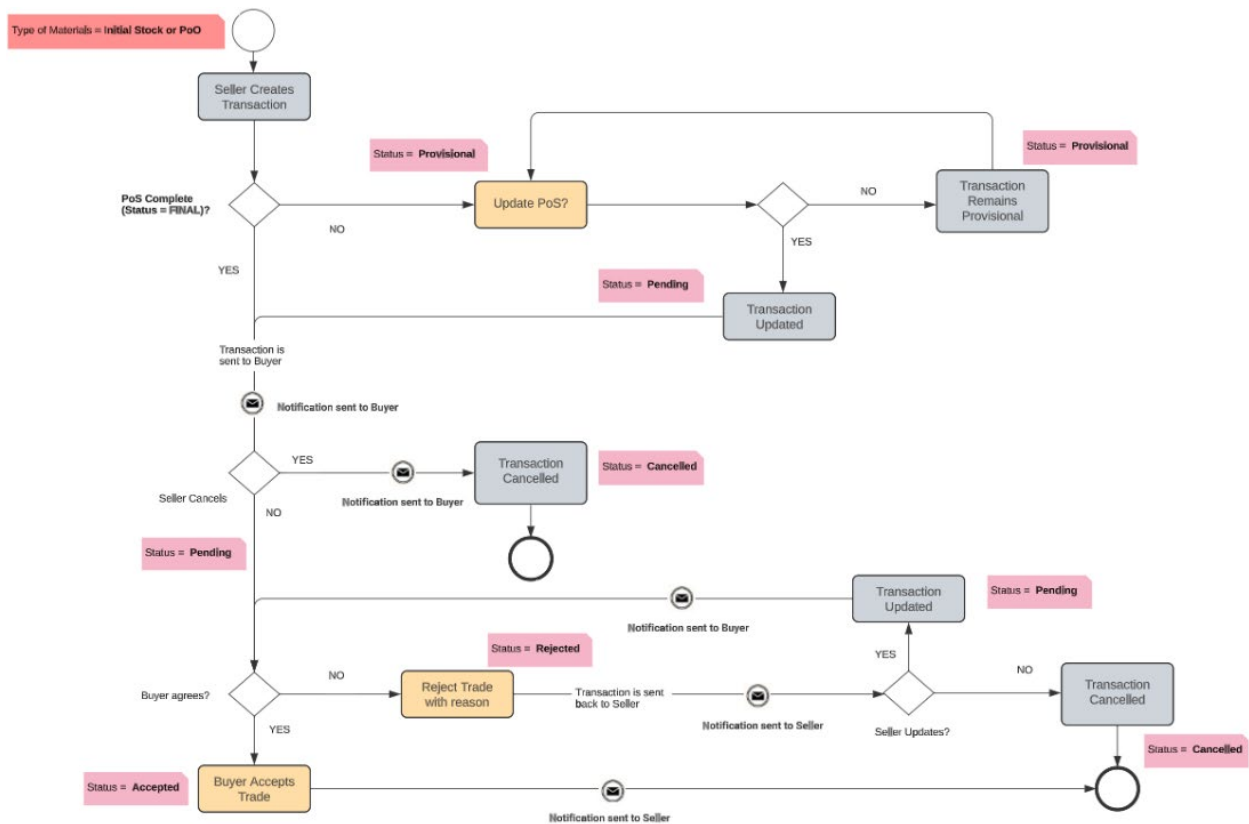 Type of Materials = Initial Stock or PoO
Seller Creates
Transaction
Status = Provisional
Status = Provisional
PoS Complete
(Status = FINAL)?
Update PoS?
NO
Transaction
Remains
Provisional
NO
YES
YES
Status = Pending
Transaction
Updated
Transaction is
sent to Buyer
Notification sent to Buyer
YES
Transaction
Cancelled
Status = Cancelled
Seller Cancels
Notification sent to Buyer
NO
Status = Pending
Transaction
Updated
Status = Pending
Notification sent to Buyer
Status = Rejected
YES
Buyer agrees?
NO
Reject Trade
with reason
Transaction is sent
back to Seller
NO
Transaction
Cancelled
Notification sent to Seller
Seller Updates?
YES
Status = Cancelled
Status = Accepted
Buyer Accepts
Trade
Notification sent to Seller